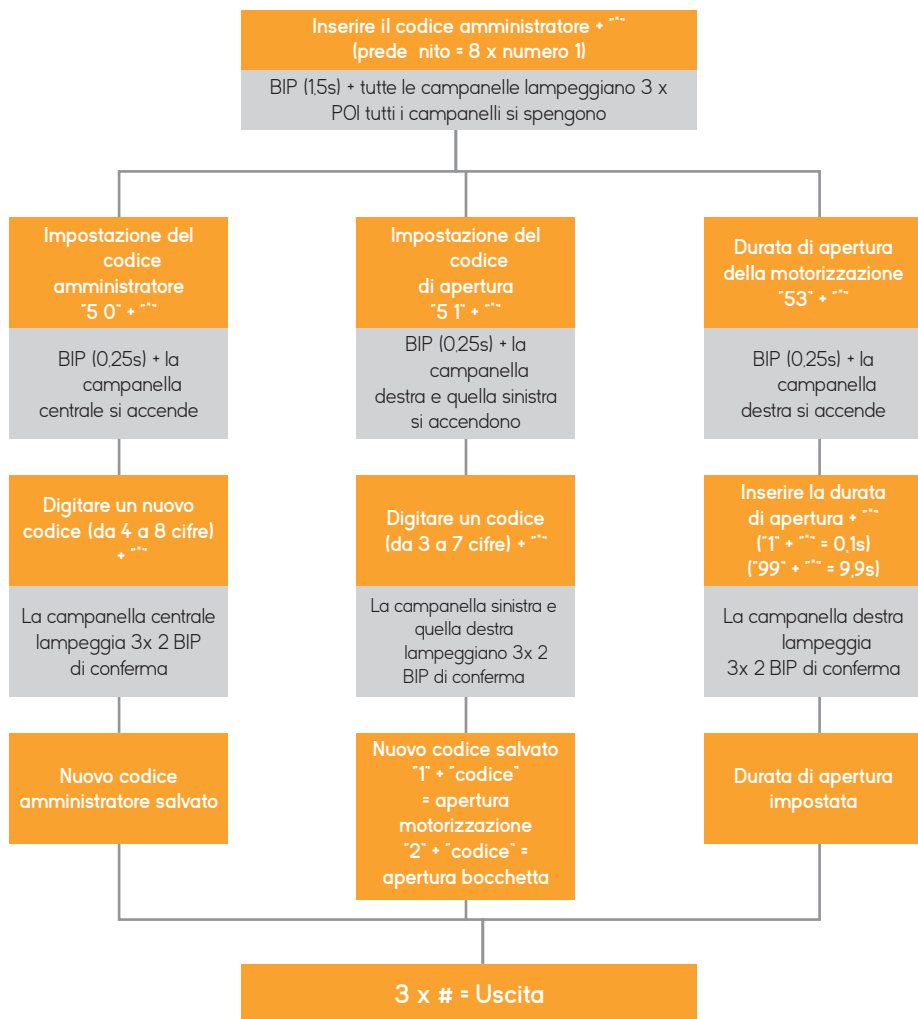 Inserire il codice amministratore + "*"
(prede nito = 8 x numero 1)
BIP (1,5s) + tutte le campanelle lampeggiano 3 x
POI tutti i campanelli si spengono
Impostazione del
codice
amministratore
"5 0" + "*"
BIP (0,25s) + la
campanella
centrale si accende
Digitare un nuovo
codice (da 4 a 8 cifre)
+ "*"
La campanella centrale
lampeggia 3x 2 BIP
di conferma
Nuovo codice
amministratore salvato
Impostazione del
codice
di apertura
"5 1" + "*"
BIP (0,25s) + la
campanella
destra e quella sinistra
si accendono
Digitare un codice
(da 3 a 7 cifre) + "*"
La campanella sinistra e
quella destra
lampeggiano 3x 2
BIP di conferma
Nuovo codice salvato
"1" + "codice"
= apertura
motorizzazione
"2" + "codice" =
apertura bocchetta
Durata di apertura
della motorizzazione
"53" + "*"
BIP (0,25s) + la
campanella
destra si accende
Inserire la durata
di apertura + "*"
("1" + "*" = 0,1s)
("99" + "*" = 9,9s)
La campanella destra
lampeggia
3x 2 BIP di conferma
Durata di apertura
impostata
3 x # = Uscita